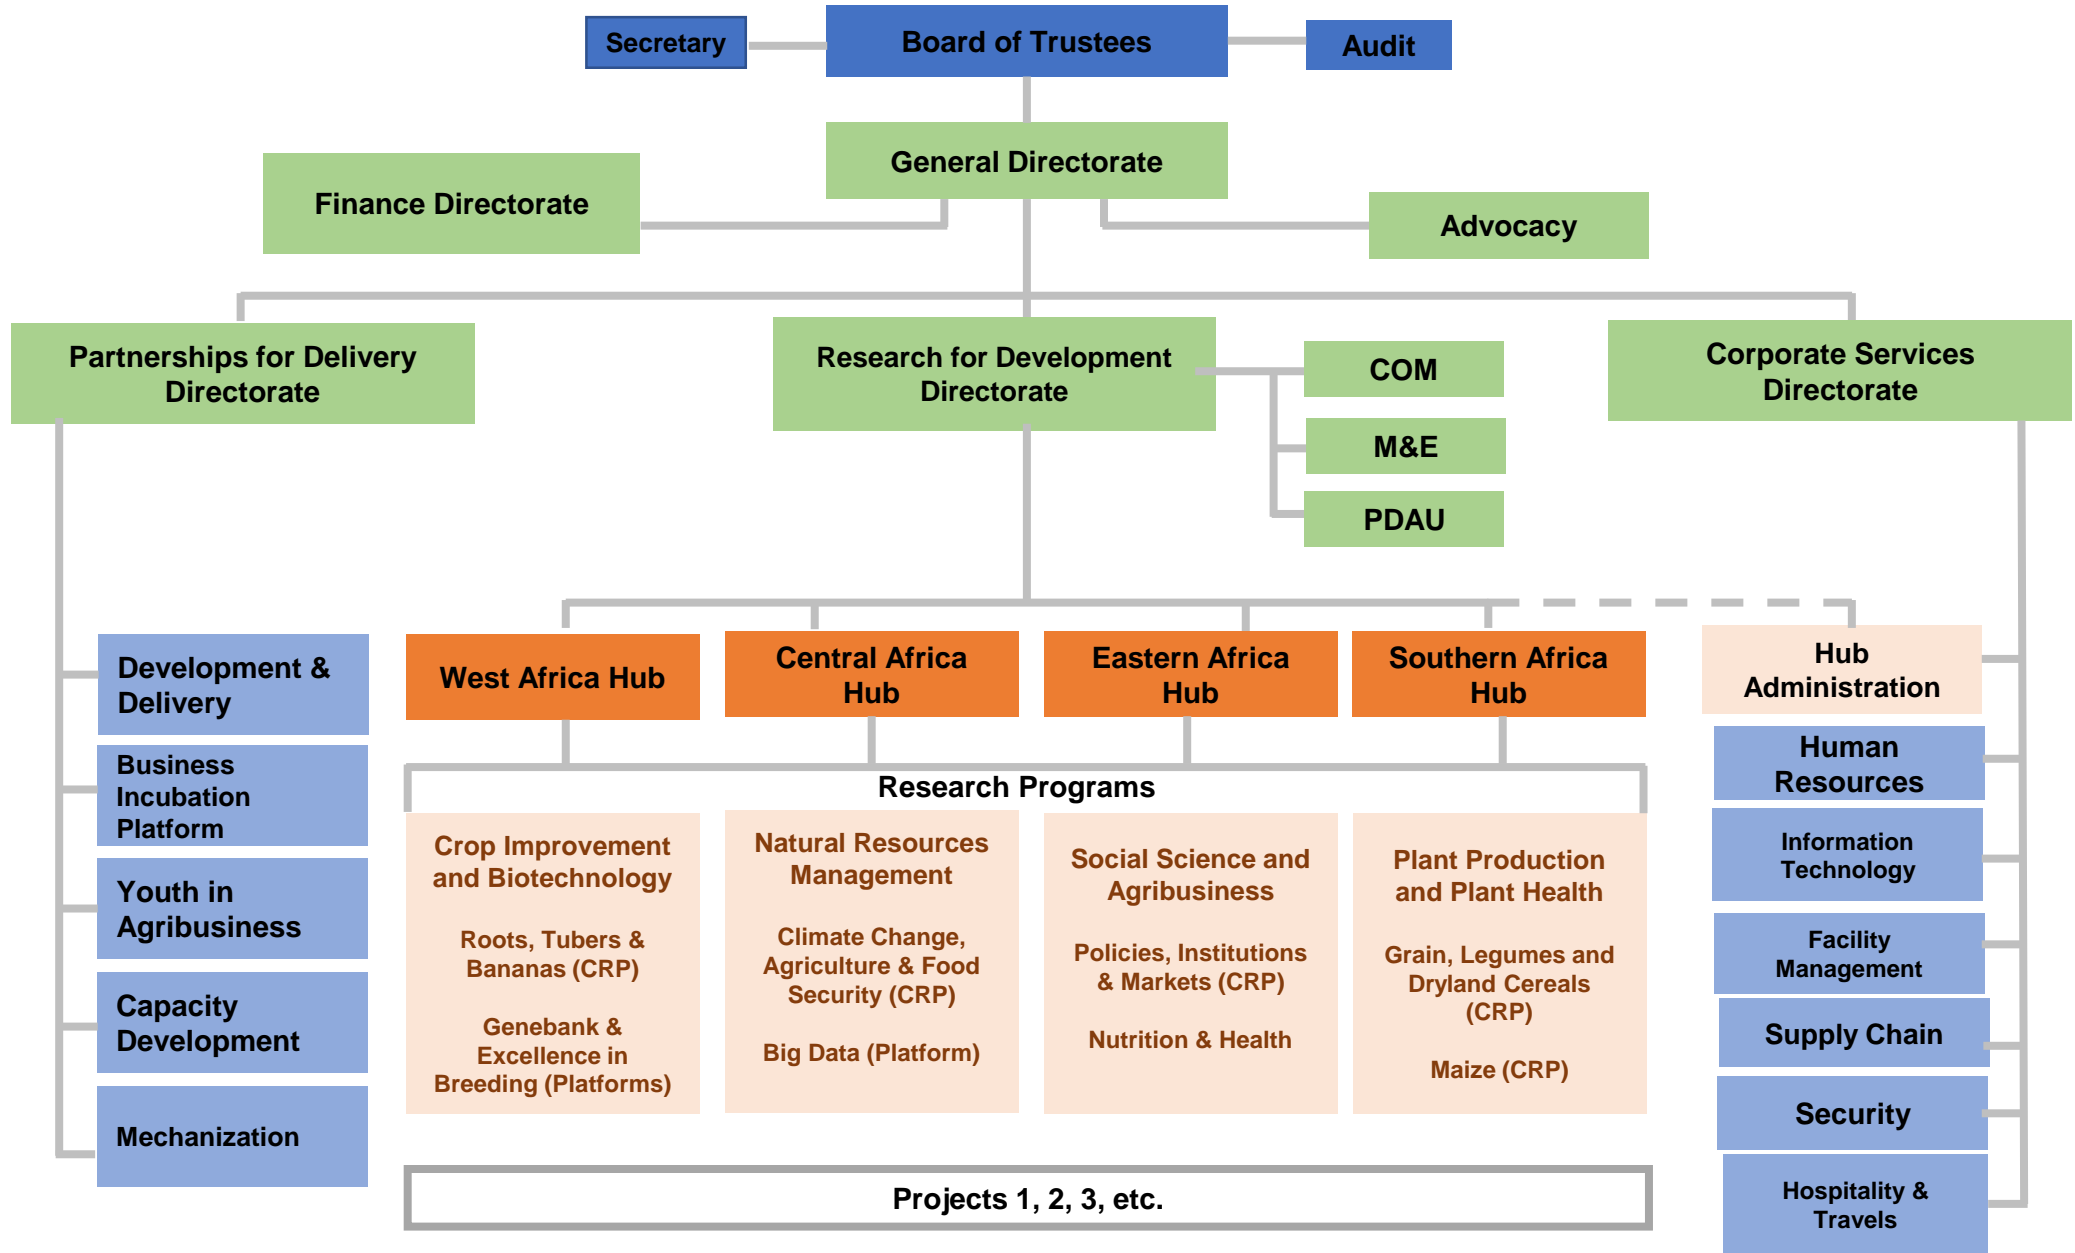 Secretary
Board of Trustees
Audit
General Directorate
Finance Directorate
Advocacy
Partnerships for Delivery
Directorate
Research for Development
Directorate
COM
M&E
PDAU
Corporate Services
Directorate
Development &
Delivery
Business
Incubation
Platform
Youth in
Agribusiness
Capacity
Development
Mechanization
West Africa Hub
Central Africa
Hub
Eastern Africa
Hub
Southern Africa
Hub
Research Programs
Crop Improvement
and Biotechnology
Roots, Tubers &
Bananas (CRP)
Genebank &
Excellence in
Breeding (Platforms)
Natural Resources
Management
Climate Change,
Agriculture & Food
Security (CRP)
Big Data (Platform)
Social Science and
Agribusiness
Policies, Institutions
& Markets (CRP)
Nutrition & Health
Plant Production
and Plant Health
Grain, Legumes and
Dryland Cereals
(CRP)
Maize (CRP)
Projects 1, 2, 3, etc.
Hub
Administration
Human
Resources
Information
Technology
Facility
Management
Supply Chain
Security
Hospitality &
Travels